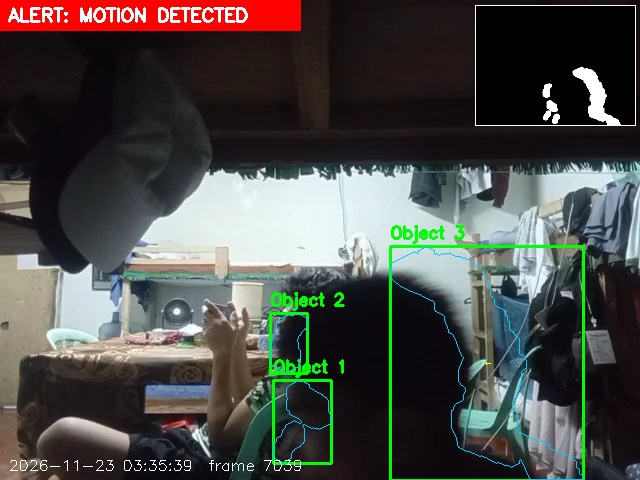 ALERT: MOTION DETECTED
Object 3
Object 2
Object 1
2026-11-23 03:35:39 frame 7039